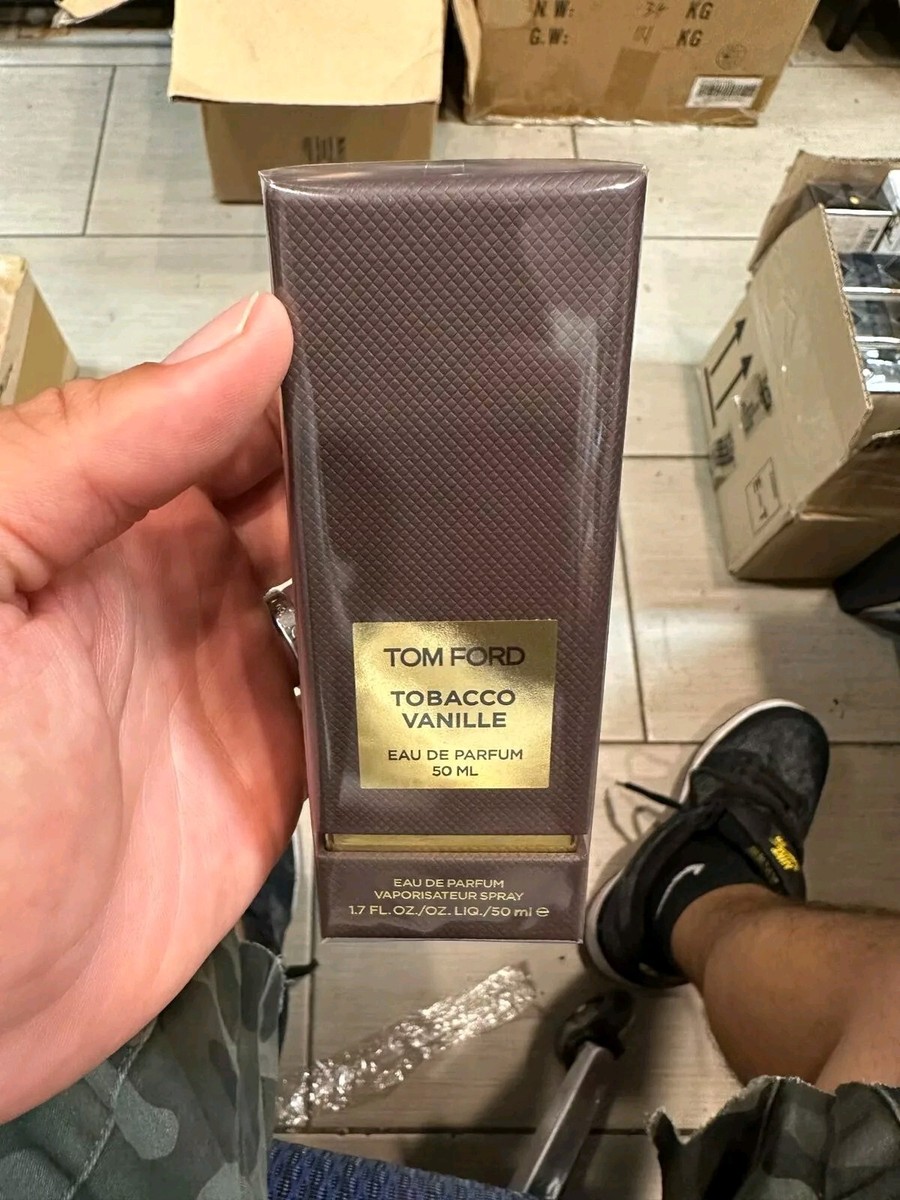 N.W: 34 KG
G.W: KG
TOM FORD
TOBACCO
VANILLE
EAU DE PARFUM
50 ML
EAU DE PARFUM
VAPORISATEUR SPRAY
1.7 FL. OZ./OZ. LIQ./50 ml ℮